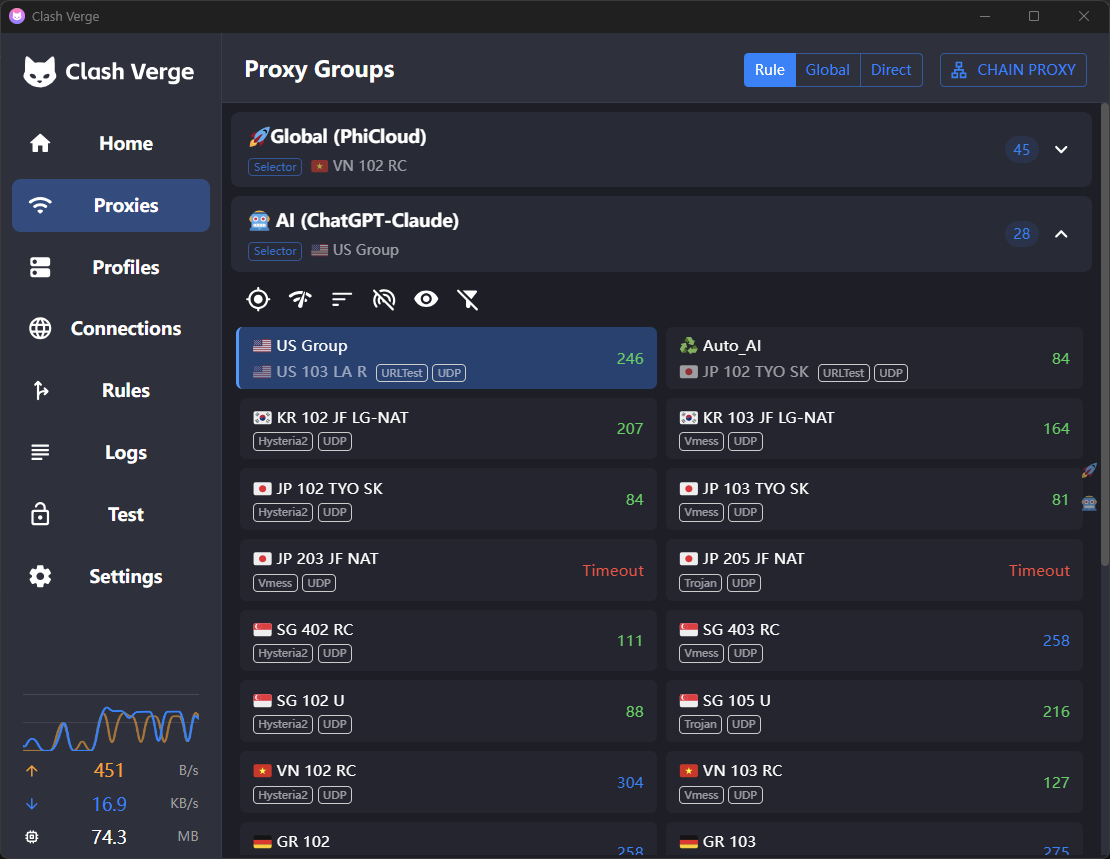 Clash Verge
Clash Verge
Home
Proxies
Profiles
Connections
Rules
Logs
Test
Settings
451 B/s
16.9 KB/s
74.3 MB
Proxy Groups
Rule Global Direct CHAIN PROXY
Global (PhiCloud)
Selector VN 102 RC
45
AI (ChatGPT-Claude)
Selector US Group
28
US Group
US 103 LA R URLTest UDP
246
Auto_AI
JP 102 TYO SK URLTest UDP
84
KR 102 JF LG-NAT
Hysteria2 UDP
207
KR 103 JF LG-NAT
Vmess UDP
164
JP 102 TYO SK
Hysteria2 UDP
84
JP 103 TYO SK
Vmess UDP
81
JP 203 JF NAT
Vmess UDP
Timeout
JP 205 JF NAT
Trojan UDP
Timeout
SG 402 RC
Hysteria2 UDP
111
SG 403 RC
Vmess UDP
258
SG 102 U
Hysteria2 UDP
88
SG 105 U
Trojan UDP
216
VN 102 RC
Hysteria2 UDP
304
VN 103 RC
Vmess UDP
127
GR 102
258
GR 103
275